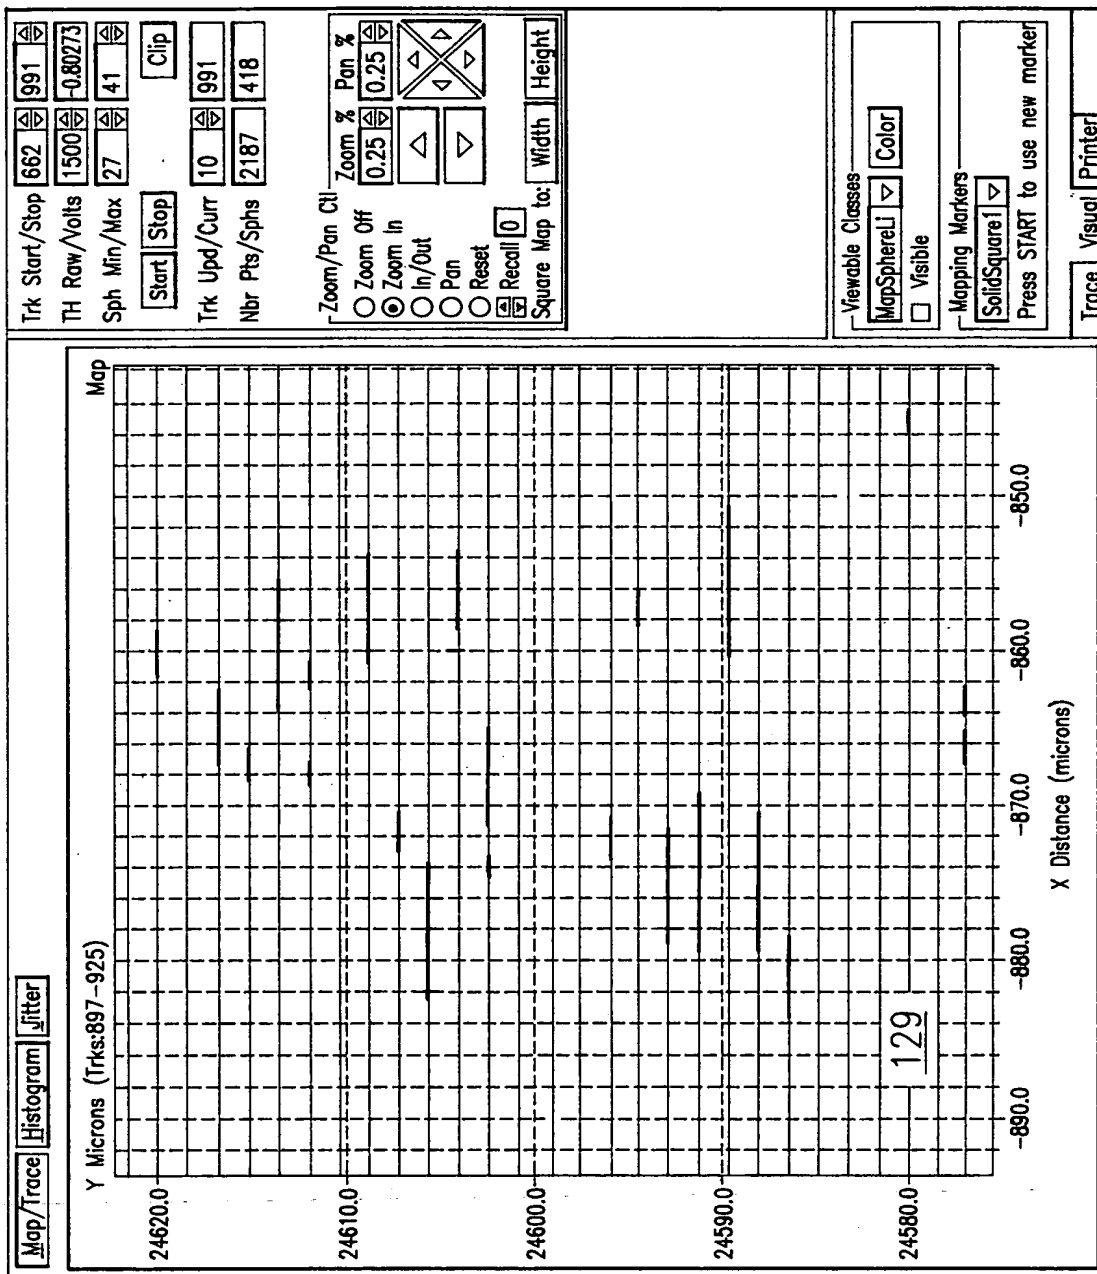 Map/Trace Histogram Jitter
Y Microns (Trks:897-925)
Map
24620.0
24610.0
24600.0
24590.0
24580.0
-890.0 -880.0 -870.0 -860.0 -850.0
X Distance (microns)
129
Trk Start/Stop 662 991
TH Raw/Volts 1500 -0.80273
Sph Min/Max 27 41
Start Stop Clip
Trk Upd/Curr 10 991
Nbr Pts/Sphs 2187 418
Zoom/Pan Ctl
Zoom % Pan %
0.25 0.25
Zoom Off
Zoom In
In/Out
Pan
Reset
Recall 0
Square Map to: Width Height
Viewable Classes
MapSphereLi Color
Visible
Mapping Markers
SolidSquare1
Press START to use new marker
Trace Visual Printer